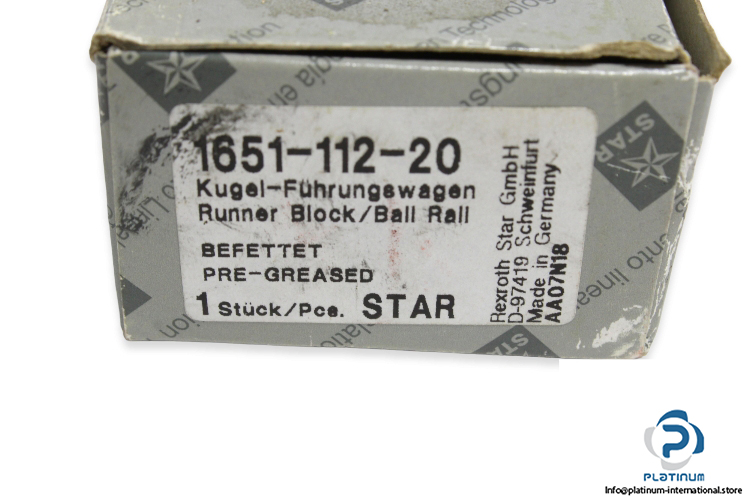 1651-112-20
Kugel-Führungswagen
Runner Block/Ball Rail
BEFETTET
PRE-GREASED
1 Stück/Pce. STAR
Rexroth Star GmbH
D-97419 Schweinfurt
Made in Germany
AA07N18
STAR
PLATINUM
Info@platinum-international.store